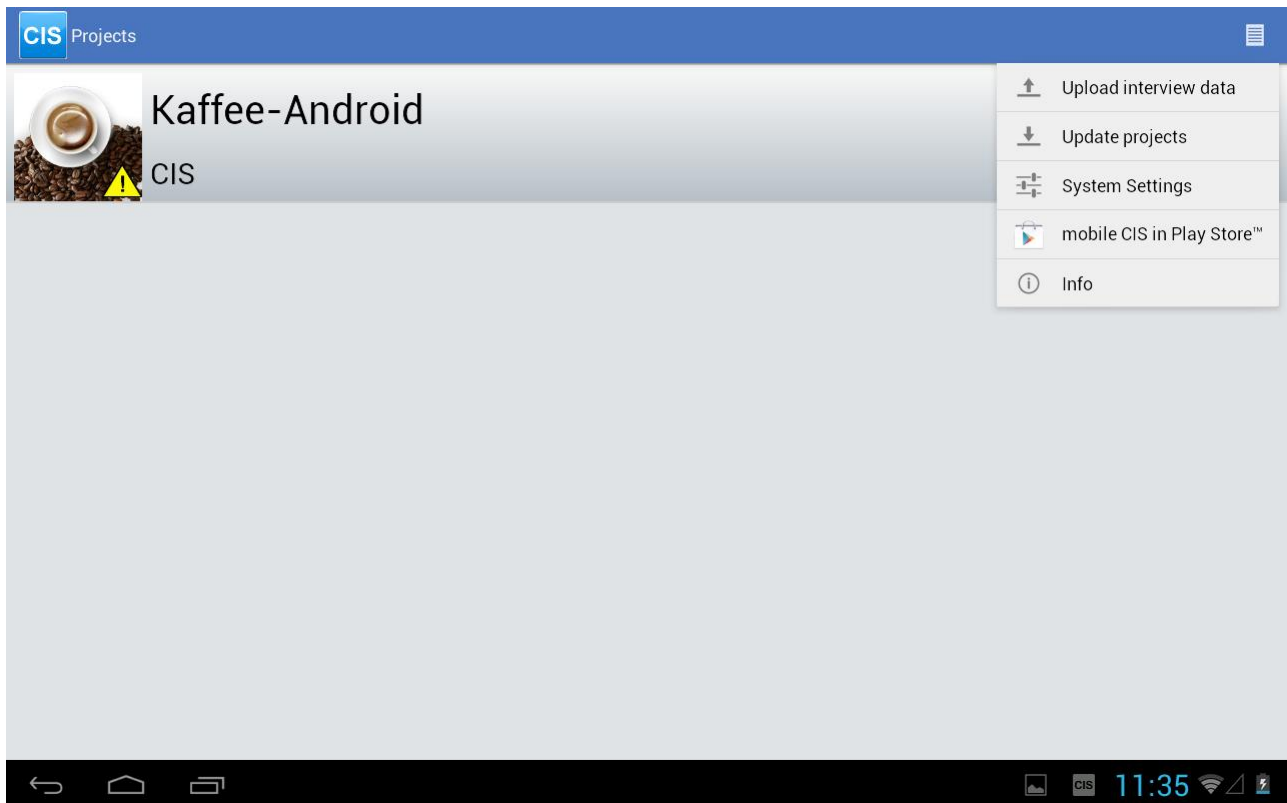 CIS Projects
Kaffee-Android
CIS
Upload interview data
Update projects
System Settings
mobile CIS in Play Store™
Info
CIS 11:35